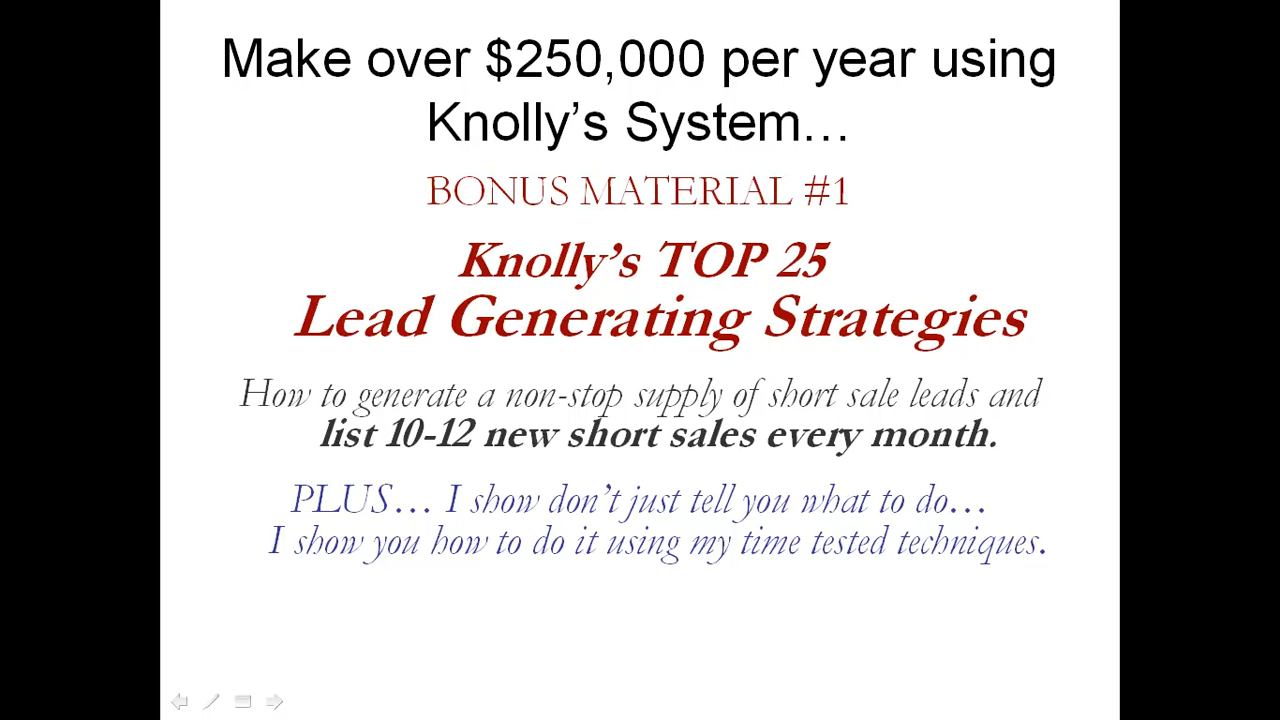 Make over $250,000 per year using
Knolly’s System…
BONUS MATERIAL #1
Knolly’s TOP 25
Lead Generating Strategies
How to generate a non-stop supply of short sale leads and
list 10-12 new short sales every month.
PLUS… I show don’t just tell you what to do…
I show you how to do it using my time tested techniques.